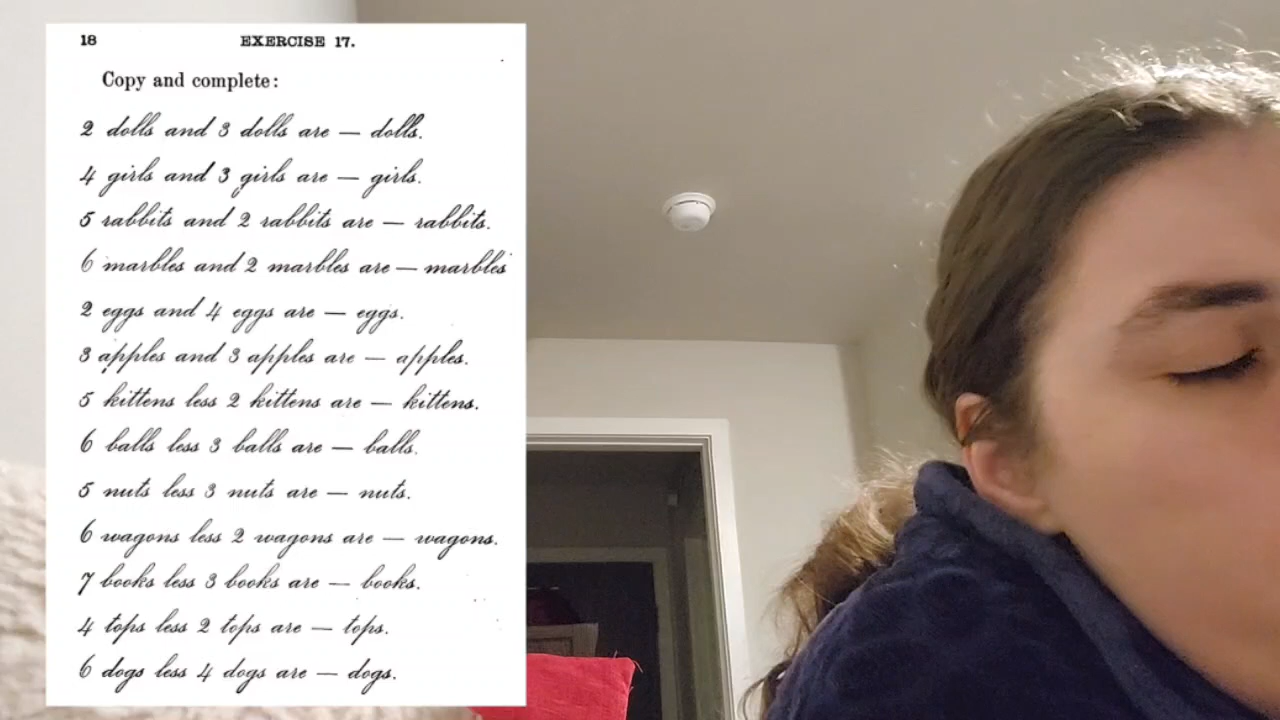 18 EXERCISE 17.
Copy and complete:
2 dolls and 3 dolls are — dolls.
4 girls and 3 girls are — girls.
5 rabbits and 2 rabbits are — rabbits.
6 marbles and 2 marbles are — marbles
2 eggs and 4 eggs are — eggs.
3 apples and 3 apples are — apples.
5 kittens less 2 kittens are — kittens.
6 balls less 3 balls are — balls.
5 nuts less 3 nuts are — nuts.
6 wagons less 2 wagons are — wagons.
7 books less 3 books are — books.
4 tops less 2 tops are — tops.
6 dogs less 4 dogs are — dogs.